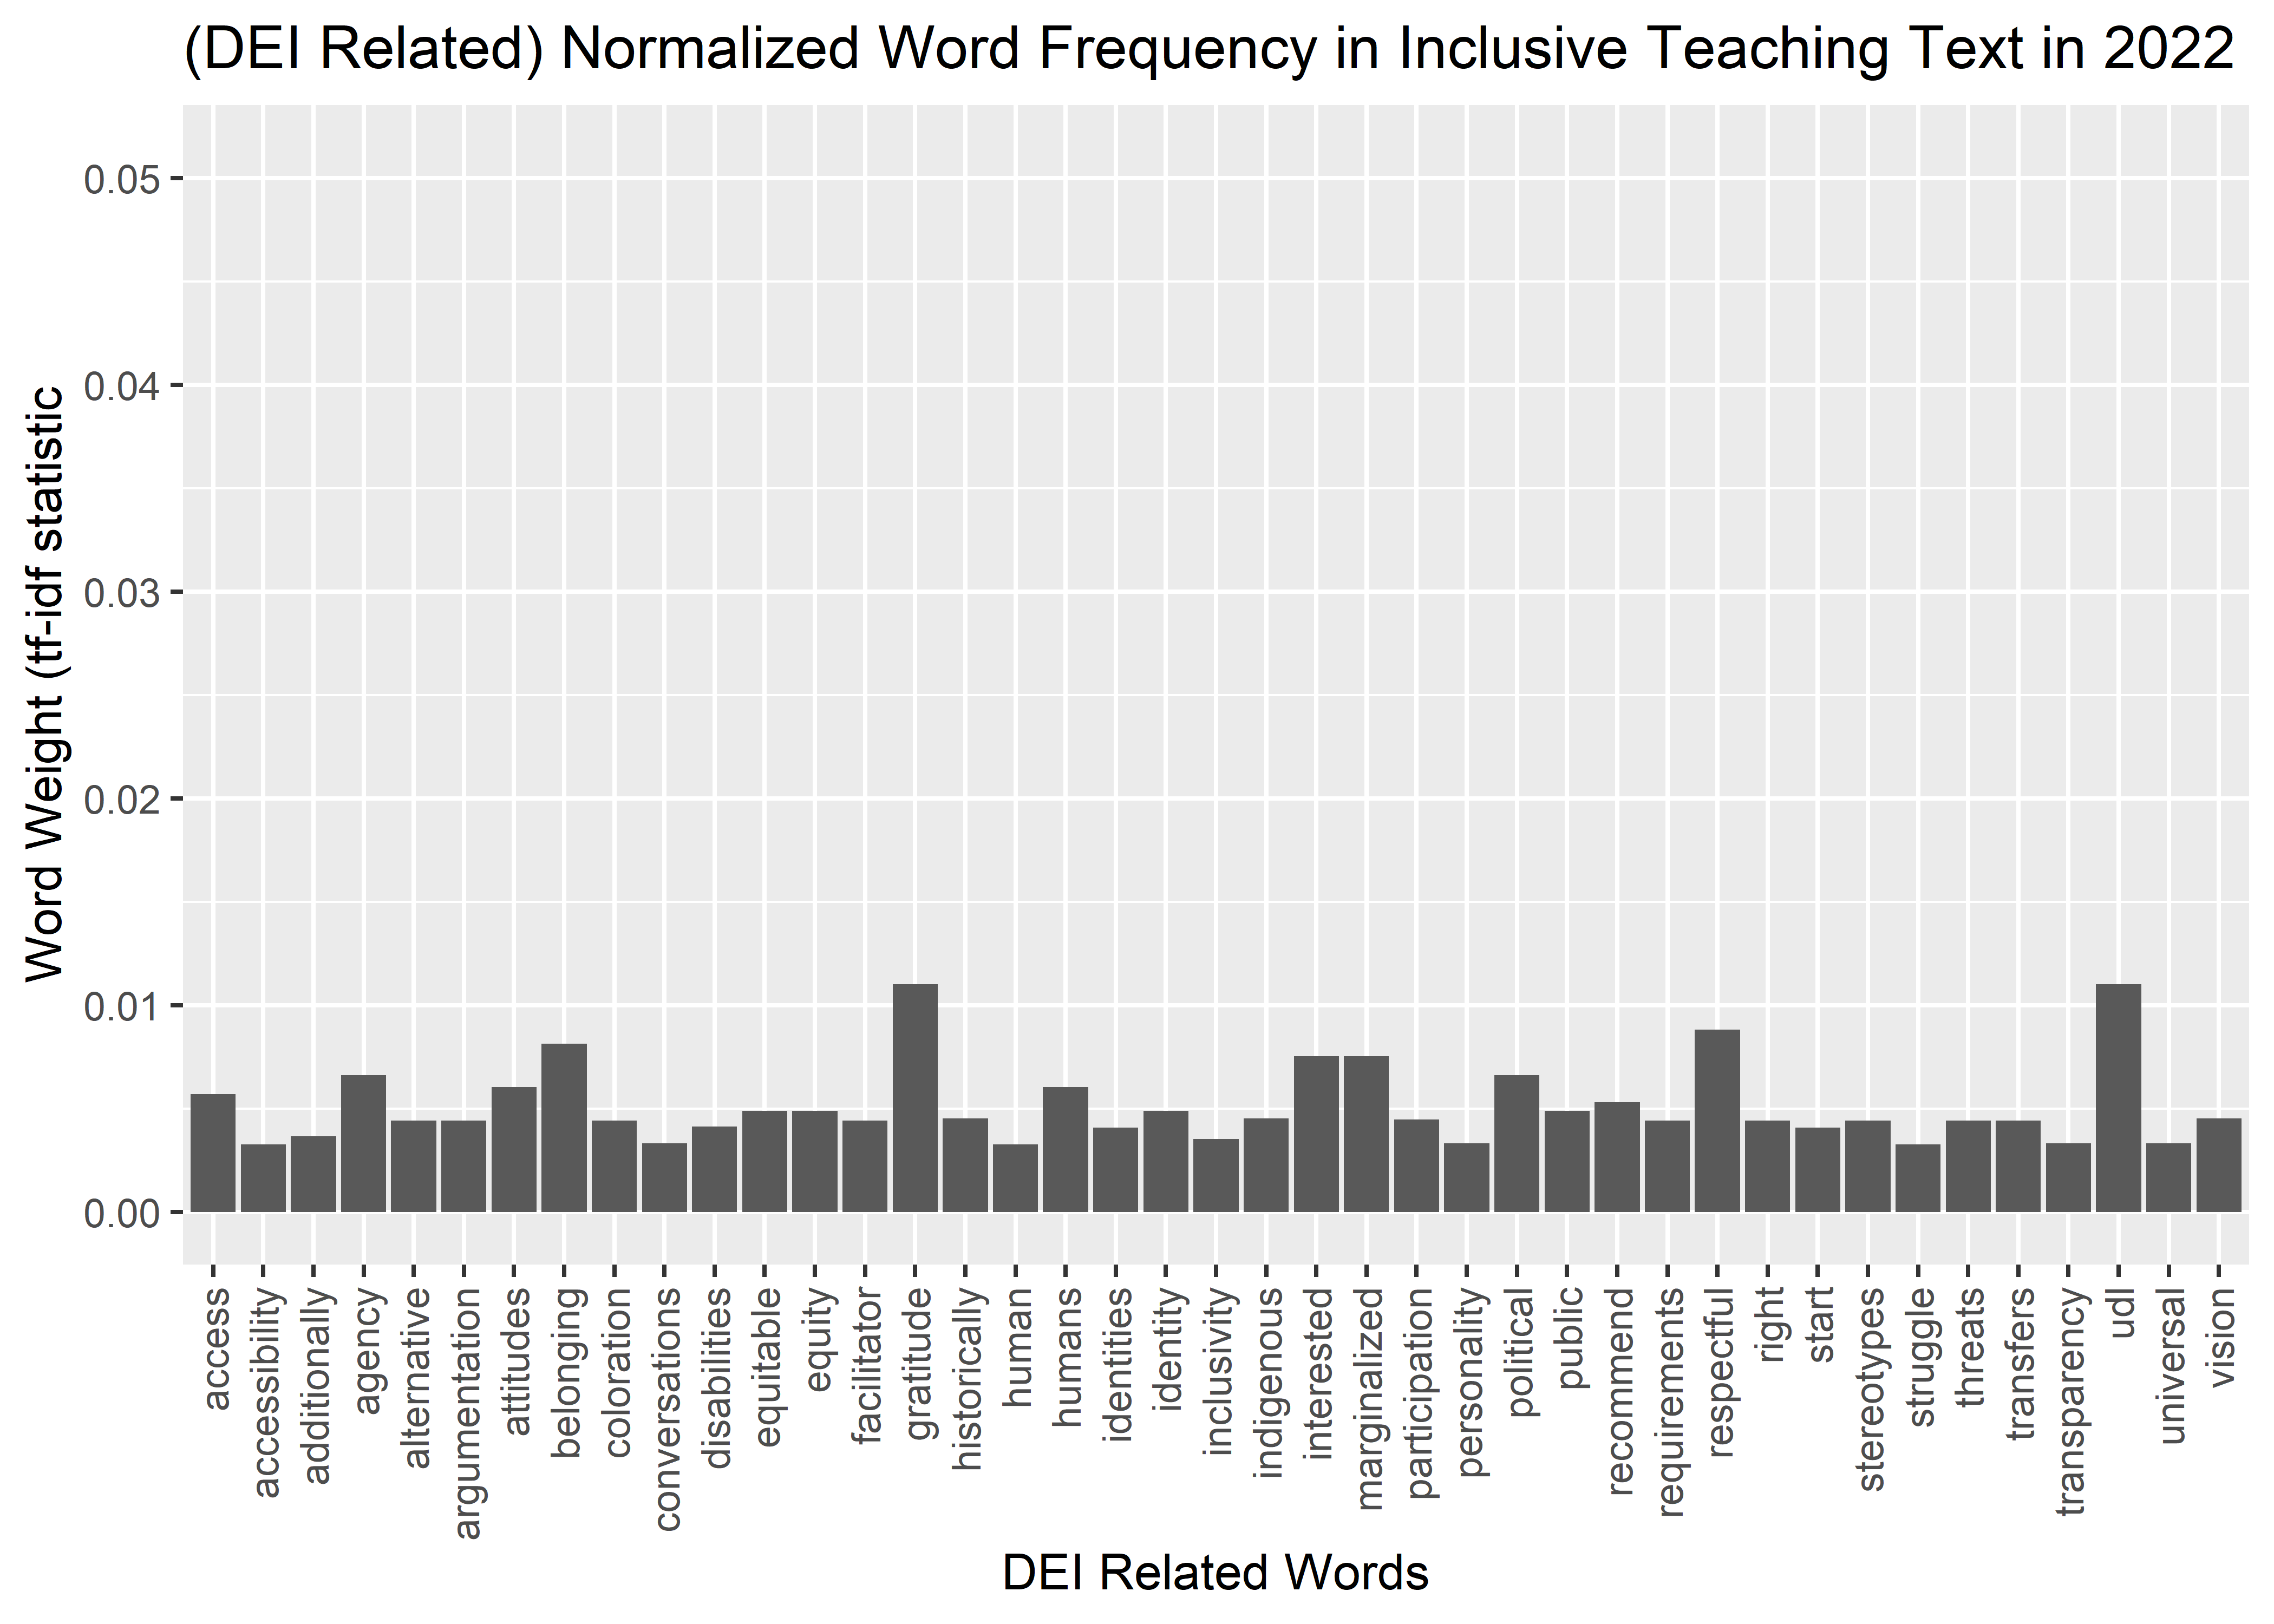 (DEI Related) Normalized Word Frequency in Inclusive Teaching Text in 2022
Word Weight (tf-idf statistic
0.05
0.04
0.03
0.02
0.01
0.00
access
accessibility
additionally
agency
alternative
argumentation
attitudes
belonging
coloration
conversations
disabilities
equitable
equity
facilitator
gratitude
historically
human
humans
identities
identity
inclusivity
indigenous
interested
marginalized
participation
personality
political
public
recommend
requirements
respectful
right
start
stereotypes
struggle
threats
transfers
transparency
udl
universal
vision
DEI Related Words